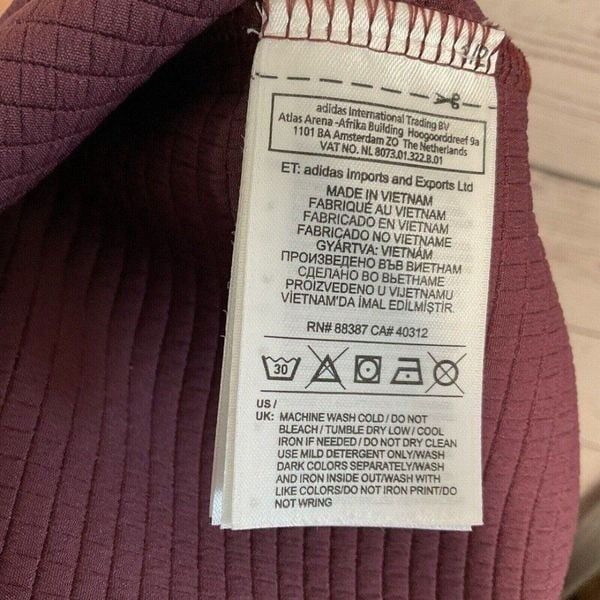 3/2
adidas International Trading BV
Atlas Arena -Afrika Building Hoogoorddreef 9a
1101 BA Amsterdam ZO The Netherlands
VAT NO. NL 8073.01.322.B.01
ET: adidas Imports and Exports Ltd
MADE IN VIETNAM
FABRIQUÉ AU VIETNAM
FABRICADO EN VIETNAM
FABRICADO NO VIETNAME
GYÁRTVA: VIETNÁM
ПРОИЗВЕДЕНО ВЪВ ВИЕТНАМ
СДЕЛАНО ВО ВЬЕТНАМЕ
PROIZVEDENO U VIJETNAMU
VİETNAM'DA İMAL EDİLMİŞTİR.
RN# 88387 CA# 40312
30
US /
UK: MACHINE WASH COLD / DO NOT
BLEACH / TUMBLE DRY LOW / COOL
IRON IF NEEDED / DO NOT DRY CLEAN
USE MILD DETERGENT ONLY/WASH
DARK COLORS SEPARATELY/WASH
AND IRON INSIDE OUT/WASH WITH
LIKE COLORS/DO NOT IRON PRINT/DO
NOT WRING